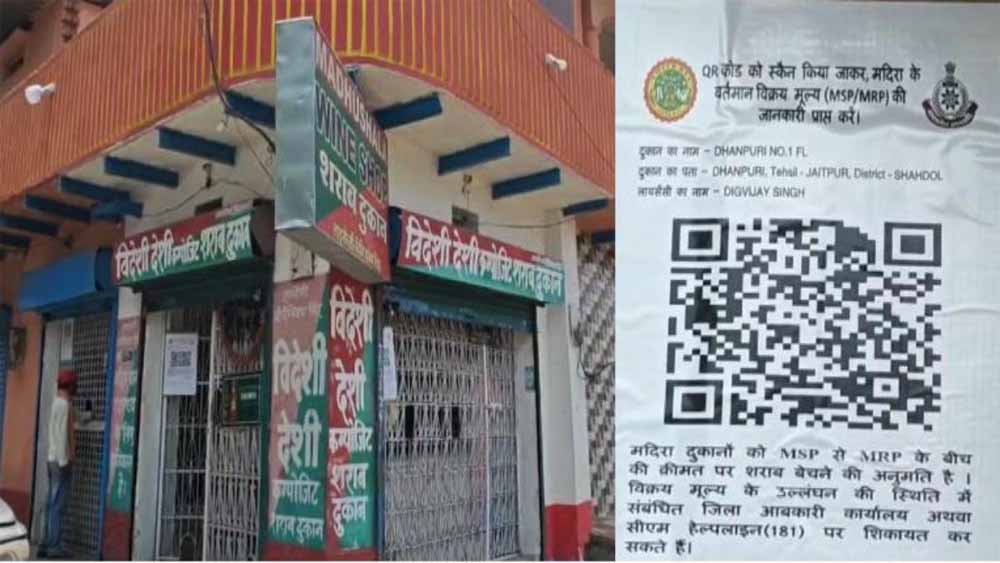 WINE SHOP
शराब दुकान
विदेशी देशी कम्पोजिट शराब दुकान
विदेशी देशी कम्पोजिट शराब दुकान
विदेशी
देशी
कम्पोजिट
शराब दुकान
विदेशी
देशी
कम्पोजिट
शराब
दुकान
QR कोड को स्कैन किया जाकर, मदिरा के
वर्तमान विक्रय मूल्य (MSP/MRP) की
जानकारी प्राप्त करें।
दुकान का नाम - DHANPURI NO.1 FL
दुकान का पता - DHANPURI, Tehsil - JAITPUR, District - SHAHDOL
लायसेंसी का नाम - DIGVIJAY SINGH
मदिरा दुकानों को MSP से MRP के बीच
की क़ीमत पर शराब बेचने की अनुमति है ।
विक्रय मूल्य के उल्लंघन की स्थिति में
संबंधित जिला आबकारी कार्यालय अथवा
सीएम हेल्पलाइन(181) पर शिकायत कर
सकते हैं।